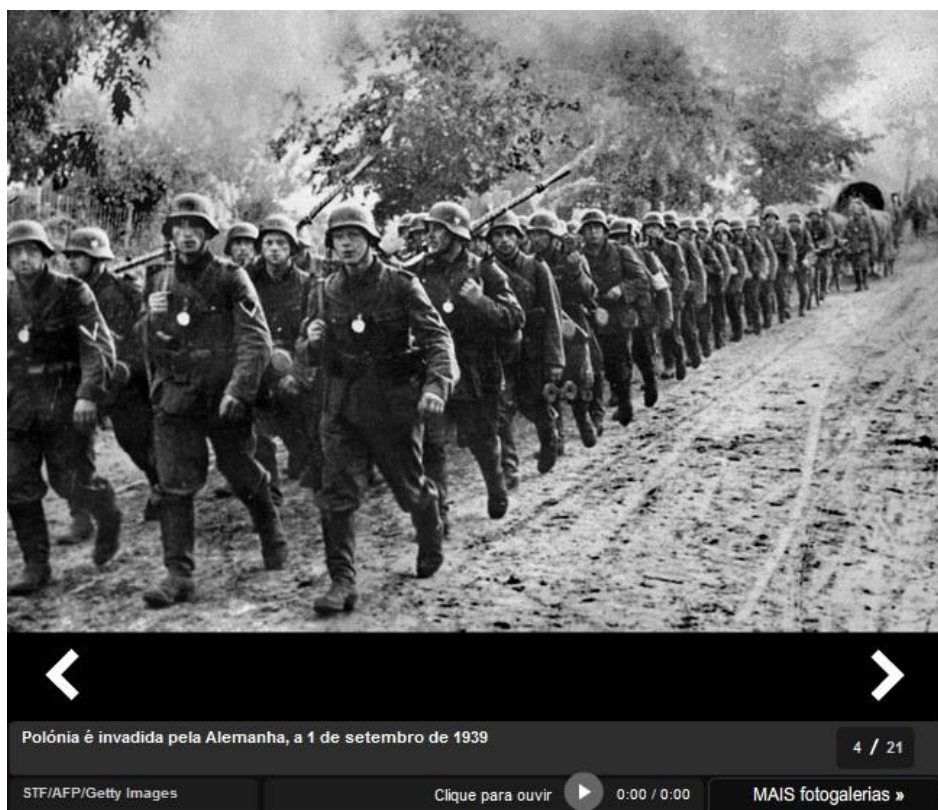 Polónia é invadida pela Alemanha, a 1 de setembro de 1939
4 / 21
STF/AFP/Getty Images
Clique para ouvir
0:00 / 0:00
MAIS fotogalerias »